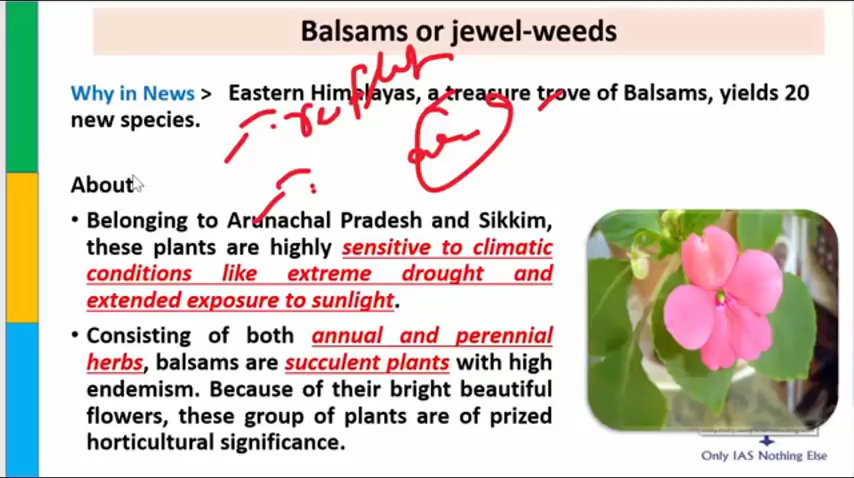 Balsams or jewel-weeds
Why in News > Eastern Himalayas, a treasure trove of Balsams, yields 20
new species.
About
• Belonging to Arunachal Pradesh and Sikkim,
these plants are highly sensitive to climatic
conditions like extreme drought and
extended exposure to sunlight.
• Consisting of both annual and perennial
herbs, balsams are succulent plants with high
endemism. Because of their bright beautiful
flowers, these group of plants are of prized
horticultural significance.
Only IAS Nothing Else